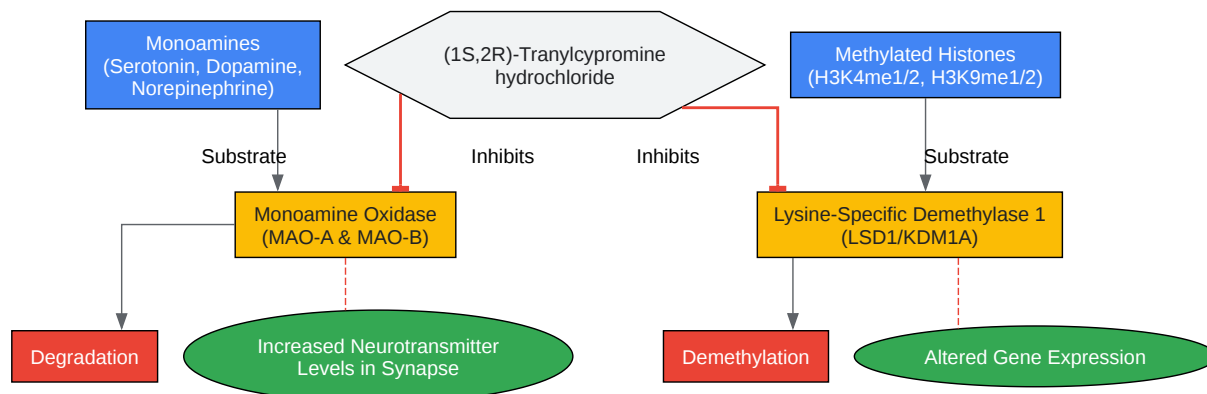 Monoamines
(Serotonin, Dopamine,
Norepinephrine)
(1S,2R)-Tranylcypromine
hydrochloride
Methylated Histones
(H3K4me1/2, H3K9me1/2)
Substrate
Inhibits
Inhibits
Substrate
Monoamine Oxidase
(MAO-A & MAO-B)
Lysine-Specific Demethylase 1
(LSD1/KDM1A)
Degradation
Increased Neurotransmitter
Levels in Synapse
Demethylation
Altered Gene Expression